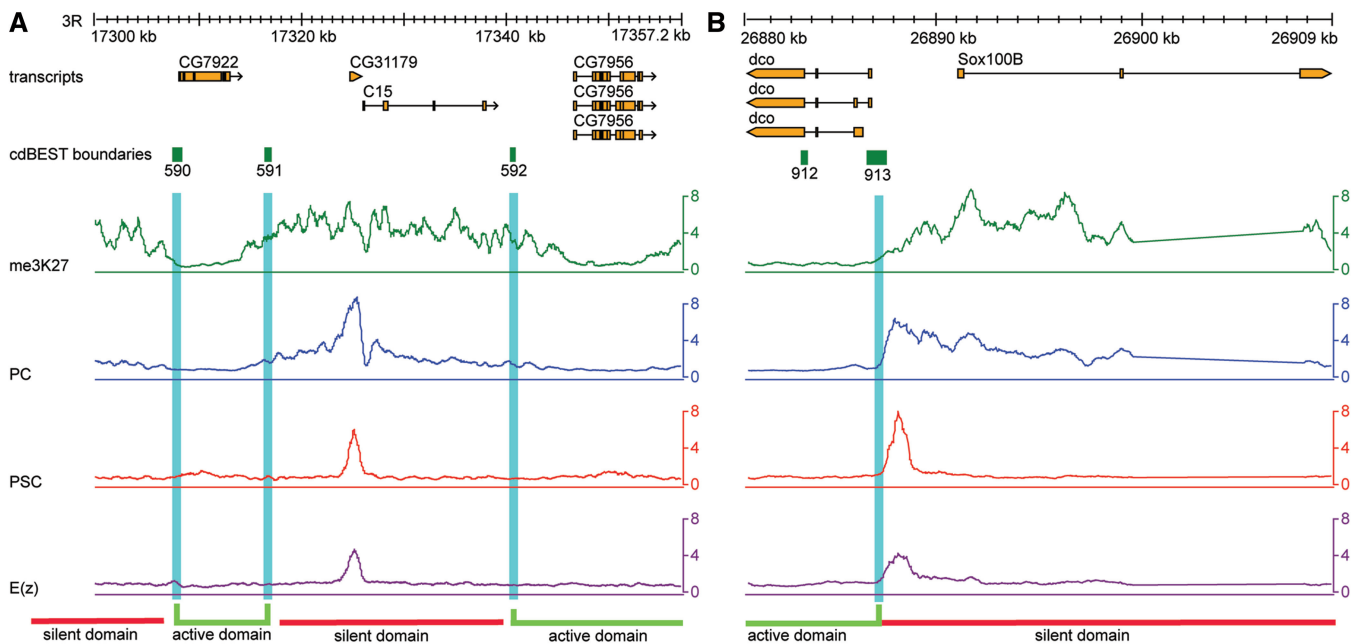 A
3R
17300 kb
17320 kb
17340 kb
17357.2 kb
transcripts
CG7922
CG31179
C15
CG7956
CG7956
CG7956
cdBEST boundaries
590
591
592
me3K27
8
4
0
PC
8
4
0
PSC
8
4
0
E(z)
8
4
0
silent domain
active domain
silent domain
active domain
B
26880 kb
26890 kb
26900 kb
26909 kb
dco
dco
dco
Sox100B
912
913
8
4
0
8
4
0
8
4
0
8
4
0
active domain
silent domain